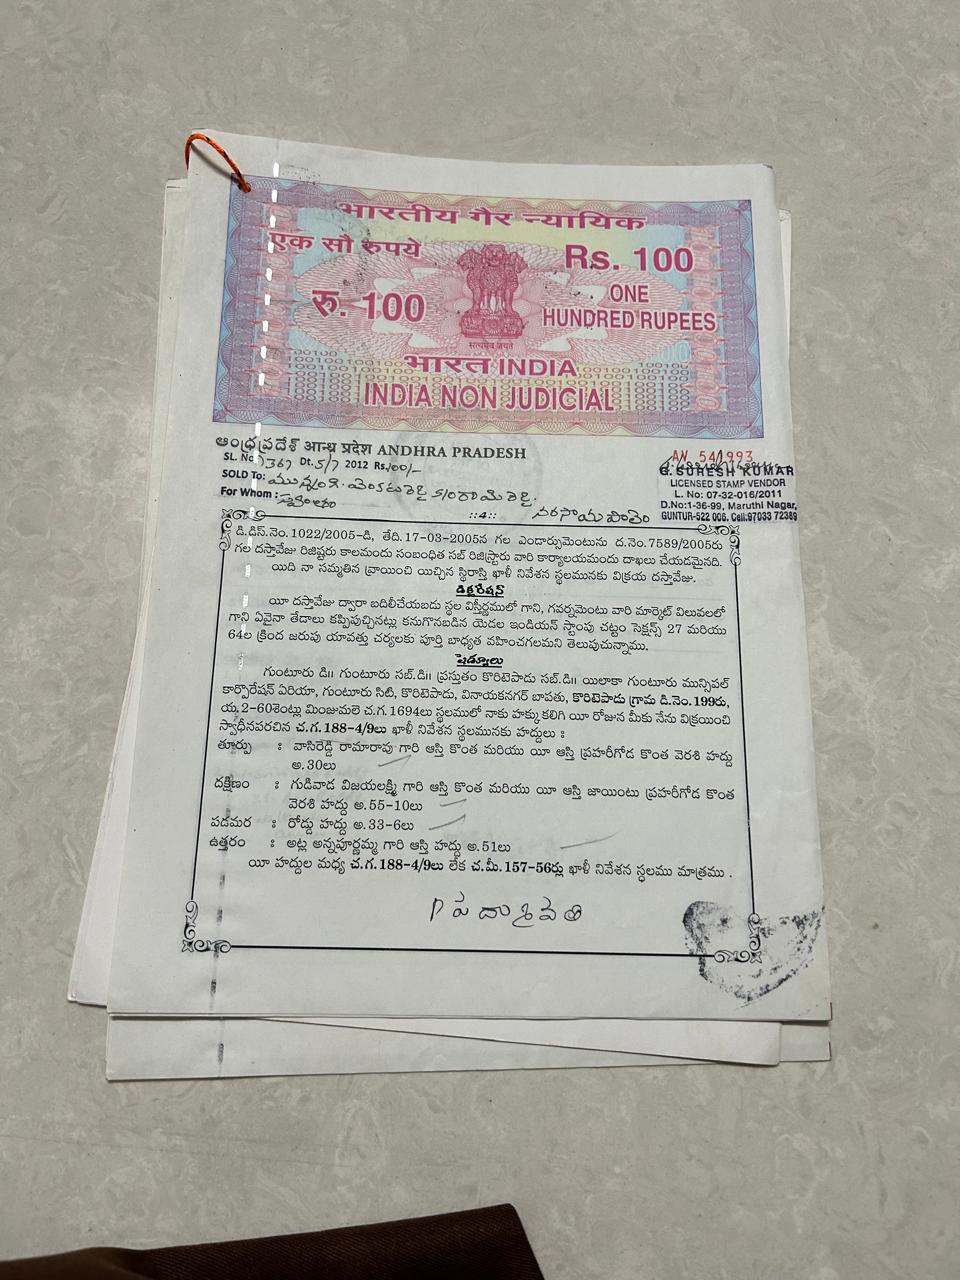 भारतीय गैर न्यायिक
एक सौ रुपये Rs. 100
रु. 100 ONE
HUNDRED RUPEES
सत्यमेव जयते
भारत INDIA
INDIA NON JUDICIAL
ఆంధ్రప్రదేశ్ आन्ध्र प्रदेश ANDHRA PRADESH
AN 541993
SL. No 7367 Dt. 5/7 2012 Rs. 100/-
SOLD To:
For Whom :
G. SURESH KUMAR
LICENSED STAMP VENDOR
L. No: 07-32-016/2011
D.No:1-36-99, Maruthi Nagar,
GUNTUR-522 006. Cell:97033 72389
::4::
డి.డిస్.నెం.1022/2005-డి, తేది.17-03-2005న గల ఎండార్సుమెంటును ద.నెం.7589/2005రు
గల దస్తావేజు రిజిష్టరు కాలమందు సంబంధిత సబ్ రిజిస్ట్రారు వారి కార్యాలయమందు దాఖలు చేయడమైనది.
యిది నా సమ్మతిన వ్రాయించి యిచ్చిన స్థిరాస్తి ఖాళీ నివేశన స్థలమునకు విక్రయ దస్తావేజు.
డిక్లరేషన్
యీ దస్తావేజు ద్వారా బదిలీచేయబడు స్థల విస్తీర్ణములో గాని, గవర్నమెంటు వారి మార్కెట్ విలువలలో
గాని ఏవైనా తేడాలు కప్పిపుచ్చినట్లు కనుగొనబడిన యెడల ఇండియన్ స్టాంపు చట్టం సెక్షన్స్ 27 మరియు
64ల క్రింద జరుపు యావత్తు చర్యలకు పూర్తి బాధ్యత వహించగలమని తెలుపుచున్నాము.
షెడ్యూలు
గుంటూరు డి॥ గుంటూరు సబ్.డి॥ ప్రస్తుతం కొరిటెపాడు సబ్.డి॥ యిలాకా గుంటూరు మున్సిపల్
కార్పొరేషన్ ఏరియా, గుంటూరు సిటి, కొరిటెపాడు, వినాయకనగర్ బాపతు, కొరిటెపాడు గ్రామ డి.నెం.199రు,
య.2-60శెంట్లు మింజుమలె చ.గ.1694లు స్థలములో నాకు హక్కుకలిగి యీ రోజున మీకు నేను విక్రయించి
స్వాధీనపరచిన చ.గ.188-4/9లు ఖాళీ నివేశన స్థలమునకు హద్దులు :
తూర్పు : వాసిరెడ్డి రామారావు గారి ఆస్తి కొంత మరియు యీ ఆస్తి ప్రహరీగోడ కొంత వెరశి హద్దు
అ.30లు
దక్షిణం : గుడివాడ విజయలక్ష్మి గారి ఆస్తి కొంత మరియు యీ ఆస్తి జాయింటు ప్రహరీగోడ కొంత
వెరశి హద్దు అ.55-10లు
పడమర : రోడ్డు హద్దు అ.33-6లు
ఉత్తరం : అట్ల అన్నపూర్ణమ్మ గారి ఆస్తి హద్దు అ.51లు
యీ హద్దుల మధ్య చ.గ.188-4/9లు లేక చ.మీ.157-56ర్లు ఖాళీ నివేశన స్థలము మాత్రము .